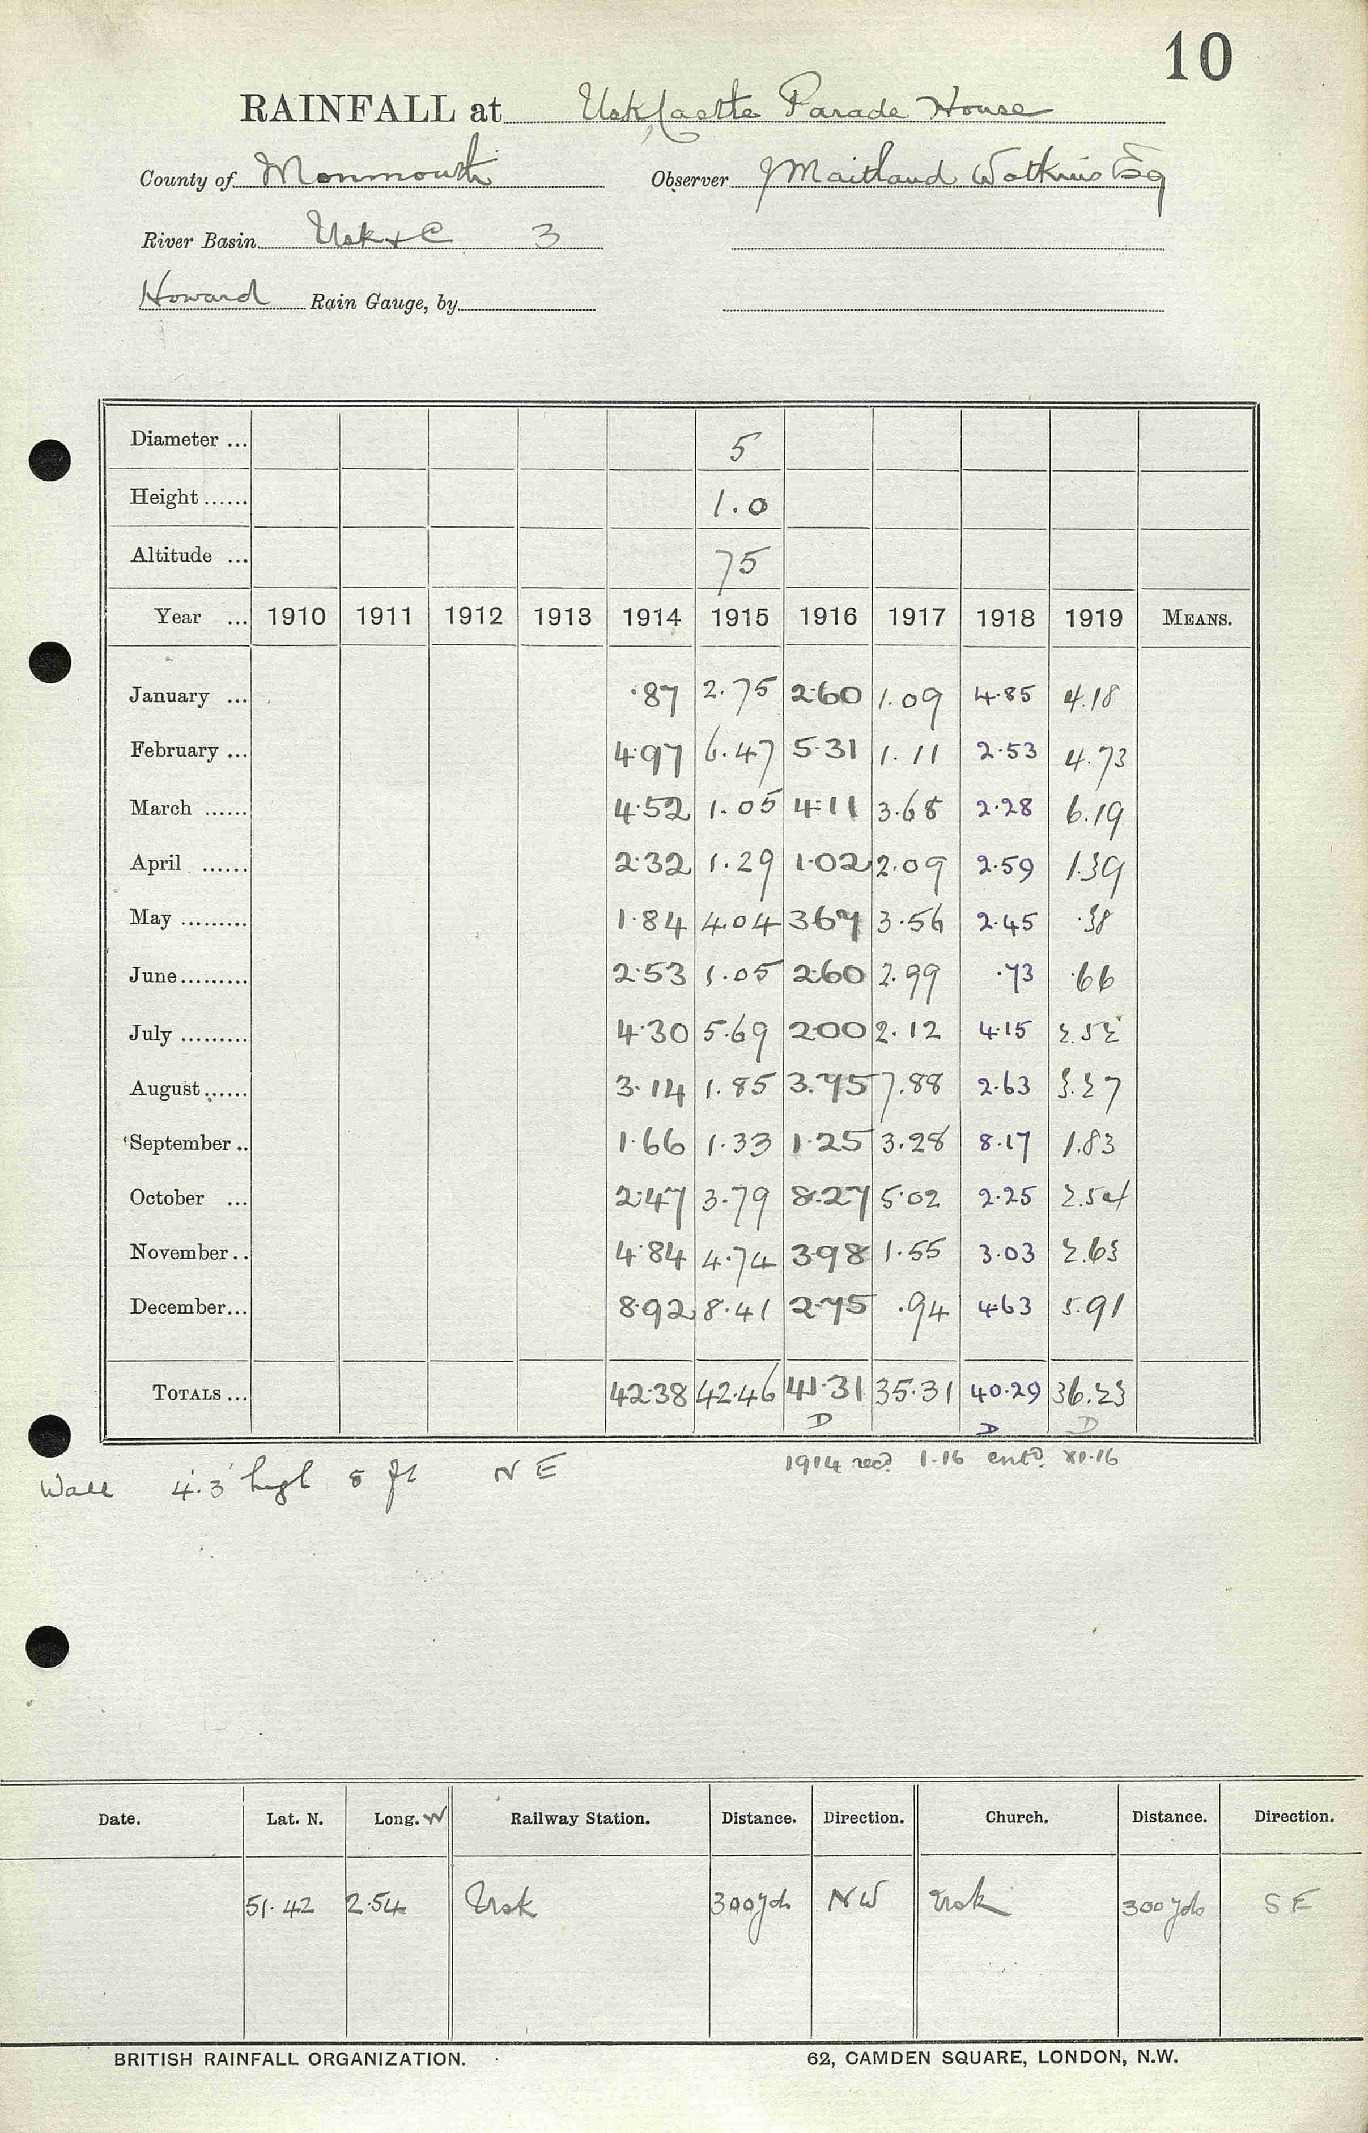 10
RAINFALL at Usk, Castle Parade House
County of Monmouth Observer J Maitland Watkins Esq
River Basin Usk & C 3
Howard Rain Gauge, by
Diameter ... 5
Height ...... 1.0
Altitude ... 75
Year ... 1910 1911 1912 1913 1914 1915 1916 1917 1918 1919 MEANS.
January ... ·87 2.75 2·60 1.09 4·85 4.18
February ... 4·97 6.47 5·31 1.11 2·53 4.73
March ...... 4·52 1.05 4·11 3.68 2·28 6.19
April ...... 2·32 1.29 1·02 2.09 2·59 1.39
May ......... 1·84 4.04 3·67 3.56 2·45 .38
June ......... 2·53 1.05 2·60 2.99 ·73 .66
July ......... 4·30 5.69 2·00 2.12 4·15 2.52
August ...... 3·14 1.85 3.75 7.88 2·63 3.27
September .. 1·66 1.33 1·25 3.28 8·17 1.83
October ... 2·47 3.79 8·27 5.02 2·25 2.54
November .. 4·84 4.74 3·98 1.55 3·03 2.63
December ... 8·92 8.41 2·75 .94 4·63 5.91
TOTALS ... 42·38 42.46 41·31 35.31 40·29 36.23
D D D
1914 recd. 1·16 entd. XI·16
Wall 4.3 high 8 ft N E
Date. Lat. N. Long. W Railway Station. Distance. Direction. Church. Distance. Direction.
51·42 2·54 Usk 300 yds NW Usk 300 yds S E
BRITISH RAINFALL ORGANIZATION. 62, CAMDEN SQUARE, LONDON, N.W.